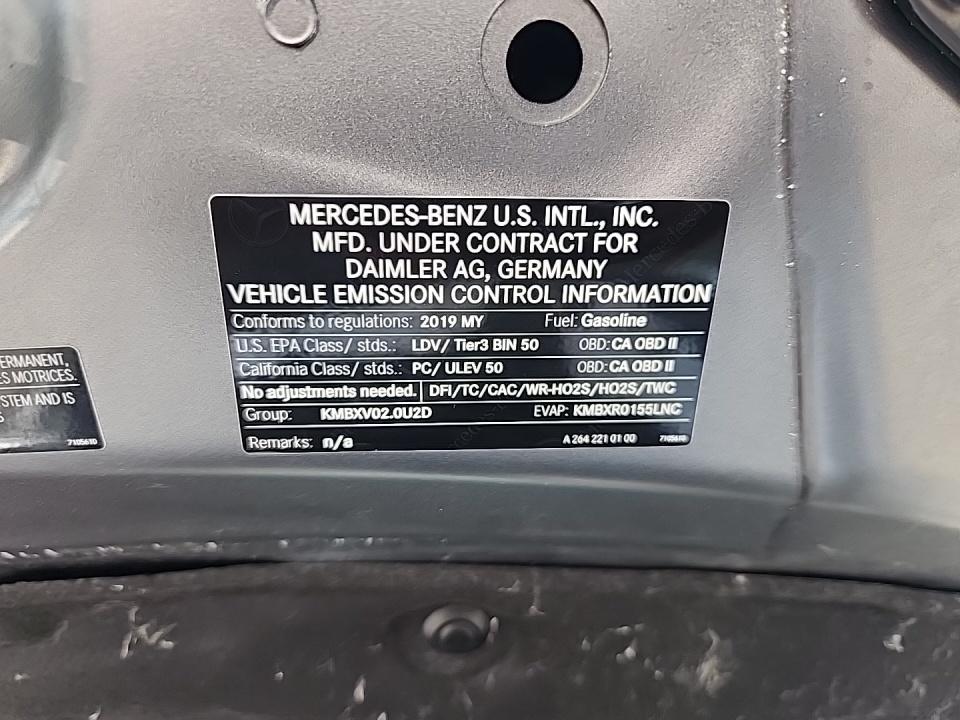 MERCEDES-BENZ U.S. INTL., INC.
MFD. UNDER CONTRACT FOR
DAIMLER AG, GERMANY
VEHICLE EMISSION CONTROL INFORMATION
Conforms to regulations: 2019 MY Fuel: Gasoline
U.S. EPA Class/ stds.: LDV/ Tier3 BIN 50 OBD: CA OBD II
California Class/ stds.: PC/ ULEV 50 OBD: CA OBD II
No adjustments needed. DFI/TC/CAC/WR-HO2S/HO2S/TWC
Group: KMBXV02.0U2D EVAP: KMBXR0155LNC
Remarks: n/a A 264 221 01 00 7105610
PERMANENT,
MOTRICES.
AND IS
7105610